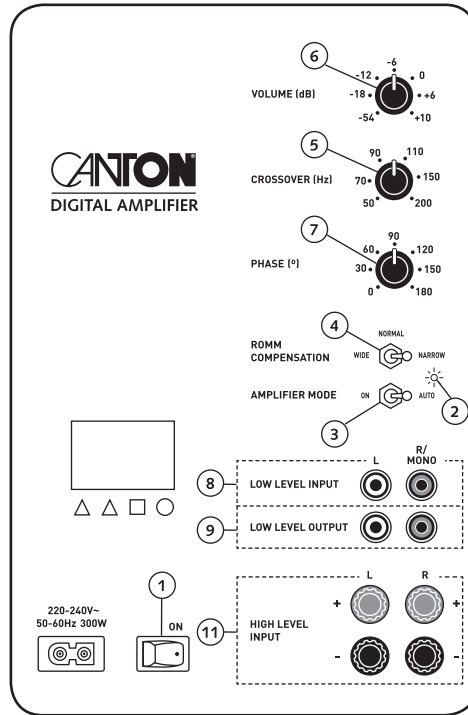 6
-6
-12 0
VOLUME (dB) -18 +6
-54 +10
CANTON®
DIGITAL AMPLIFIER
5
90 110
CROSSOVER (Hz) 70 150
50 200
7
90
60 120
PHASE (°) 30 150
0 180
4
NORMAL
ROMM
COMPENSATION WIDE NARROW
2
AMPLIFIER MODE ON AUTO
3
L R/
MONO
8 LOW LEVEL INPUT
9 LOW LEVEL OUTPUT
1
220-240V~
50-60Hz 300W
ON
11
L R
HIGH LEVEL
INPUT
+ +
- -